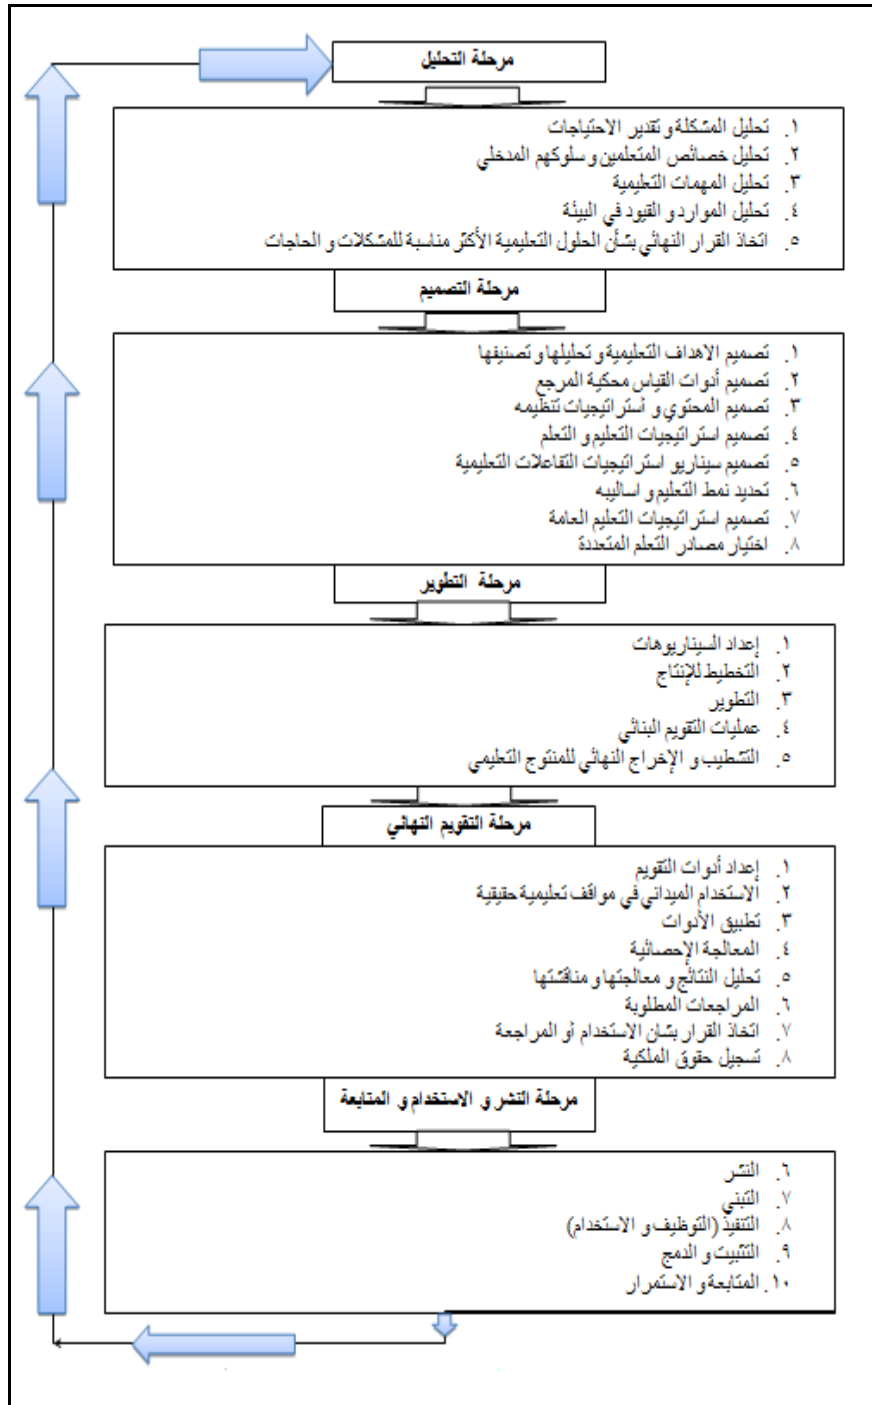 مرحلة التحليل
١. تحليل المشكلة و تقدير الاحتياجات
٢. تحليل خصائص المتعلمين و سلوكهم المدخلي
٣. تحليل المهمات التعليمية
٤. تحليل الموارد و القيود في البيئة
٥. اتخاذ القرار النهائي بشأن الحلول التعليمية الأكثر مناسبة للمشكلات و الحاجات
مرحلة التصميم
١. تصميم الاهداف التعليمية و تحليلها و تصنيفها
٢. تصميم أدوات القياس محكية المرجع
٣. تصميم المحتوي و أستراتيجيات تنظيمه
٤. تصميم استراتيجيات التعليم و التعلم
٥. تصميم سيناريو استراتيجيات التفاعلات التعليمية
٦. تحديد نمط التعليم و اساليبه
٧. تصميم استراتيجيات التعليم العامة
٨. اختيار مصادر التعلم المتعددة
مرحلة التطوير
١. إعداد السيناريوهات
٢. التخطيط للإنتاج
٣. التطوير
٤. عمليات التقويم البنائي
٥. التشطيب و الإخراج النهائي للمنتوج التعليمي
مرحلة التقويم النهائي
١. إعداد أدوات التقويم
٢. الاستخدام الميداني في مواقف تعليمية حقيقية
٣. تطبيق الأدوات
٤. المعالجة الإحصائية
٥. تحليل النتائج و معالجتها و مناقشتها
٦. المراجعات المطلوبة
٧. اتخاذ القرار بشان الاستخدام أو المراجعة
٨. تسجيل حقوق الملكية
مرحلة النشر و الاستخدام و المتابعة
٦. النشر
٧. التبني
٨. التنفيذ (التوظيف و الاستخدام)
٩. التثبيت و الدمج
١٠. المتابعة و الاستمرار